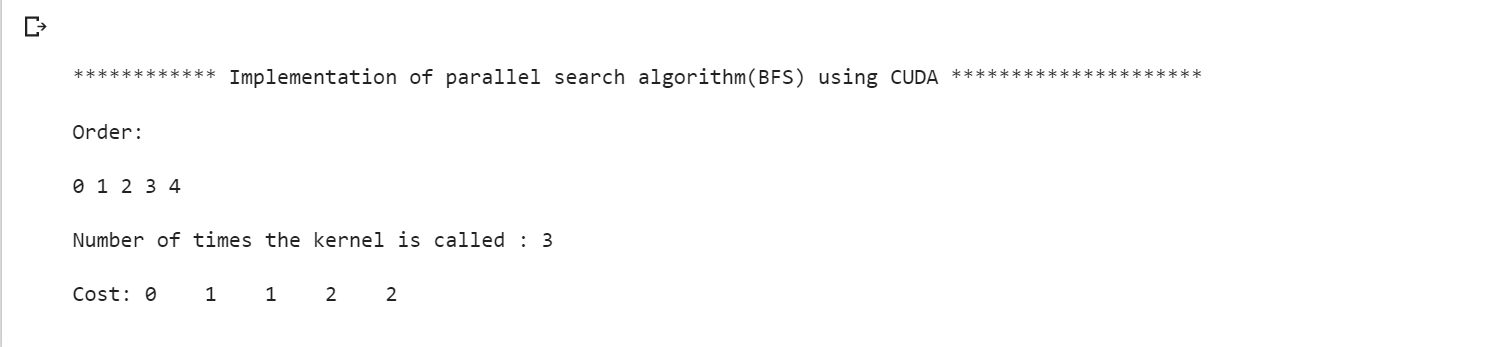 ************ Implementation of parallel search algorithm(BFS) using CUDA *********************
Order:
0 1 2 3 4
Number of times the kernel is called : 3
Cost: 0    1    1    2    2